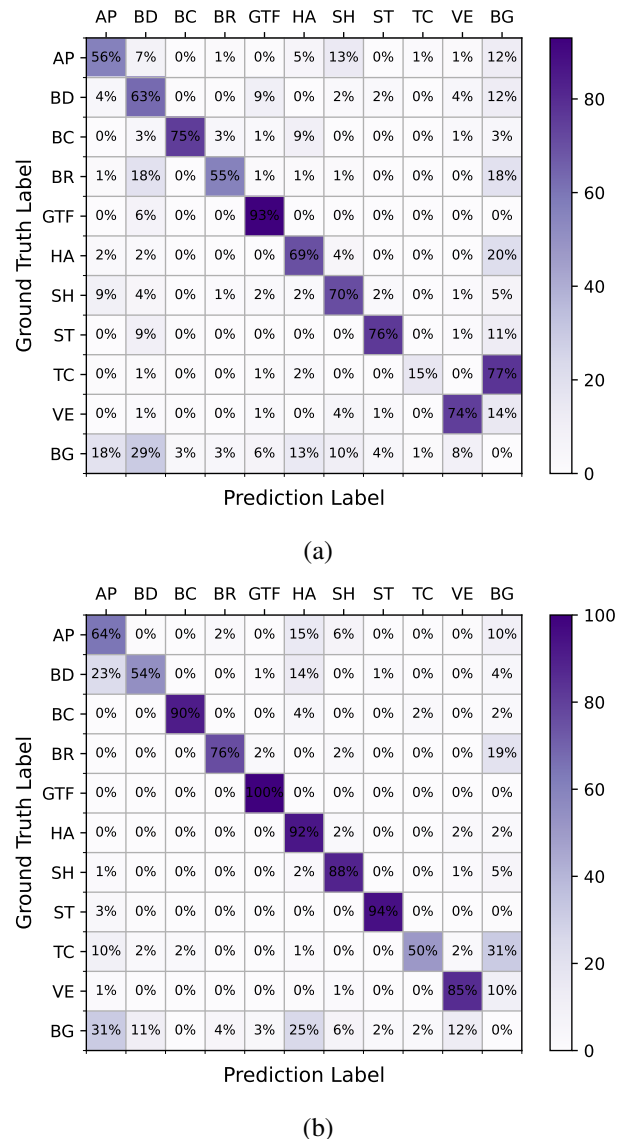 AP BD BC BR GTF HA SH ST TC VE BG
AP 56% 7% 0% 1% 0% 5% 13% 0% 1% 1% 12%
BD 4% 63% 0% 0% 9% 0% 2% 2% 0% 4% 12%
BC 0% 3% 75% 3% 1% 9% 0% 0% 0% 1% 3%
BR 1% 18% 0% 55% 1% 1% 1% 0% 0% 0% 18%
GTF 0% 6% 0% 0% 93% 0% 0% 0% 0% 0% 0%
HA 2% 2% 0% 0% 0% 69% 4% 0% 0% 0% 20%
SH 9% 4% 0% 1% 2% 2% 70% 2% 0% 1% 5%
ST 0% 9% 0% 0% 0% 0% 0% 76% 0% 1% 11%
TC 0% 1% 0% 0% 1% 2% 0% 0% 15% 0% 77%
VE 0% 1% 0% 0% 1% 0% 4% 1% 0% 74% 14%
BG 18% 29% 3% 3% 6% 13% 10% 4% 1% 8% 0%
Ground Truth Label
Prediction Label
80
60
40
20
0
(a)
AP BD BC BR GTF HA SH ST TC VE BG
AP 64% 0% 0% 2% 0% 15% 6% 0% 0% 0% 10%
BD 23% 54% 0% 0% 1% 14% 0% 1% 0% 0% 4%
BC 0% 0% 90% 0% 0% 4% 0% 0% 2% 0% 2%
BR 0% 0% 0% 76% 2% 0% 2% 0% 0% 0% 19%
GTF 0% 0% 0% 0% 100% 0% 0% 0% 0% 0% 0%
HA 0% 0% 0% 0% 0% 92% 2% 0% 0% 2% 2%
SH 1% 0% 0% 0% 0% 2% 88% 0% 0% 1% 5%
ST 3% 0% 0% 0% 0% 0% 0% 94% 0% 0% 0%
TC 10% 2% 2% 0% 0% 1% 0% 0% 50% 2% 31%
VE 1% 0% 0% 0% 0% 0% 1% 0% 0% 85% 10%
BG 31% 11% 0% 4% 3% 25% 6% 2% 2% 12% 0%
Ground Truth Label
Prediction Label
100
80
60
40
20
0
(b)